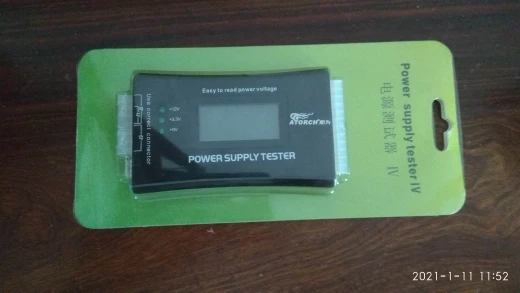 Easy to read power voltage
+12V
+3.3V
+5V
Use correct connector
ATORCH
POWER SUPPLY TESTER
Power supply tester IV
电源测试器 IV
2021-1-11 11:52